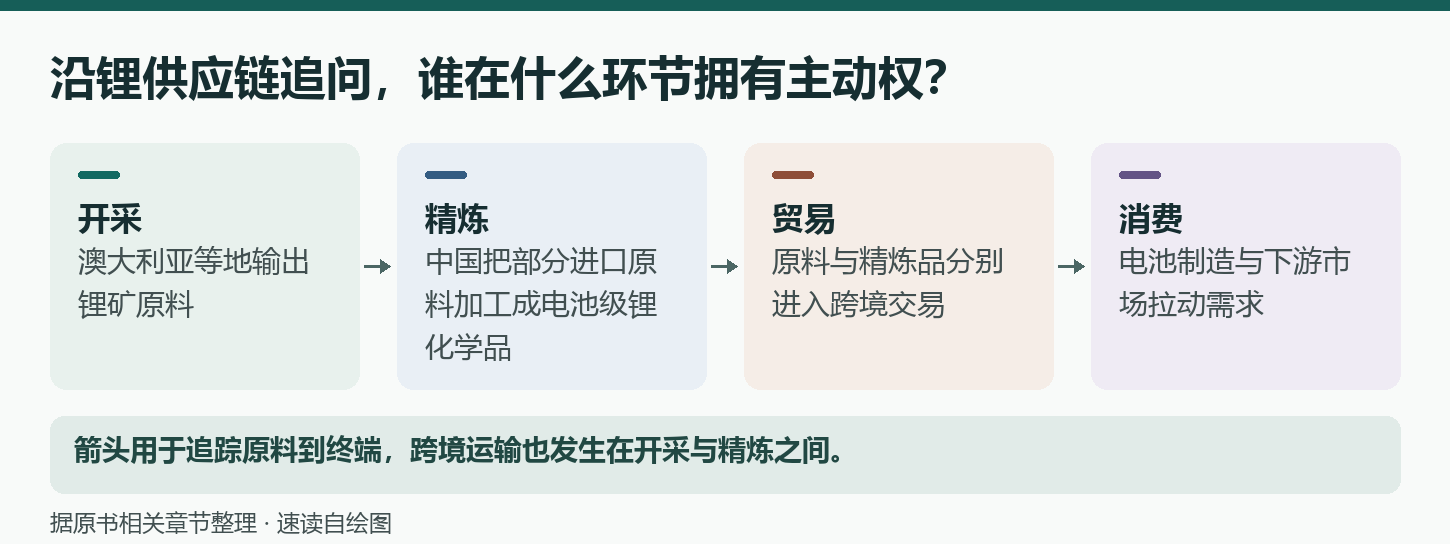 沿锂供应链追问，谁在什么环节拥有主动权？
开采
澳大利亚等地输出
锂矿原料
精炼
中国把部分进口原
料加工成电池级锂
化学品
贸易
原料与精炼品分别
进入跨境交易
消费
电池制造与下游市
场拉动需求
箭头用于追踪原料到终端，跨境运输也发生在开采与精炼之间。
据原书相关章节整理 · 速读自绘图